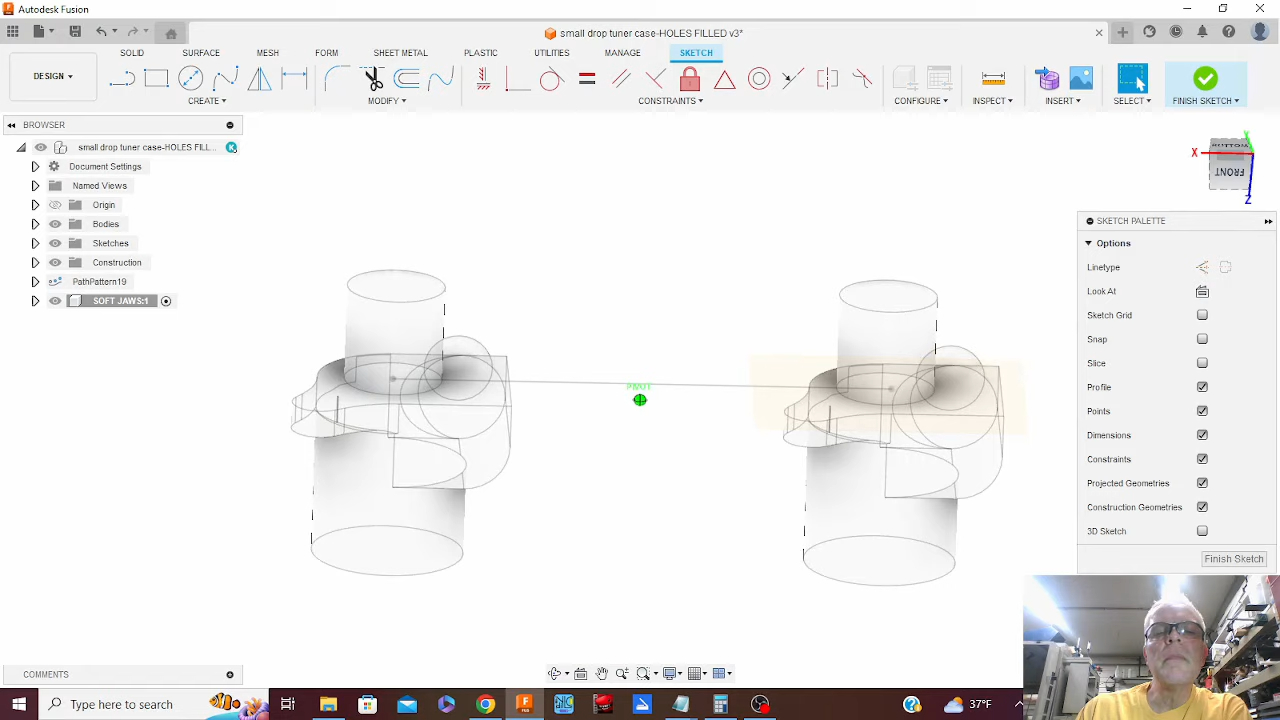 Autodesk Fusion
small drop tuner case-HOLES FILLED v3*
DESIGN
SOLID
SURFACE
MESH
FORM
SHEET METAL
PLASTIC
UTILITIES
MANAGE
SKETCH
CREATE
MODIFY
CONSTRAINTS
CONFIGURE
INSPECT
INSERT
SELECT
FINISH SKETCH
BROWSER
small drop tuner case-HOLES FILL...
K
Document Settings
Named Views
Origin
Bodies
Sketches
Construction
PathPattern19
SOFT JAWS:1
X
Y
FRONT
Z
PIVOT
SKETCH PALETTE
Options
Linetype
Look At
Sketch Grid
Snap
Slice
Profile
Points
Dimensions
Constraints
Projected Geometries
Construction Geometries
3D Sketch
Finish Sketch
COMMENTS
Type here to search
37°F